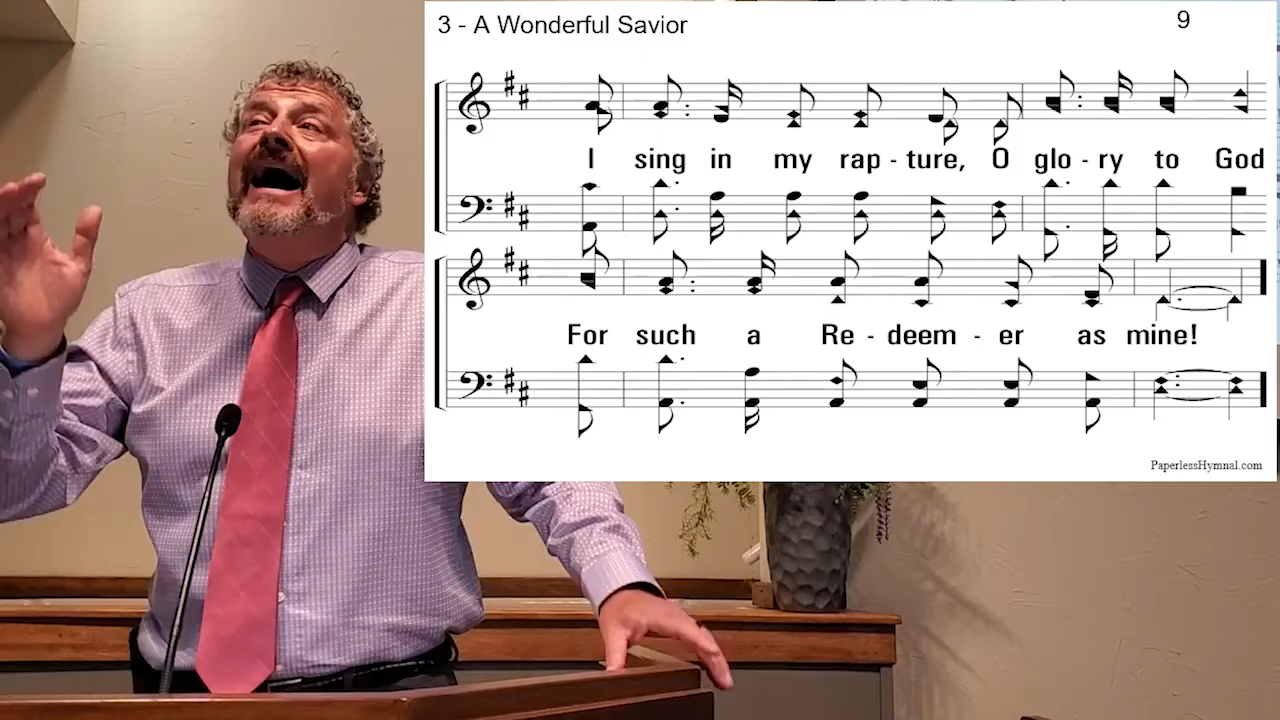 3 - A Wonderful Savior
9
I sing in my rap - ture, O glo - ry to God
For such a Re - deem - er as mine!
PaperlessHymnal.com